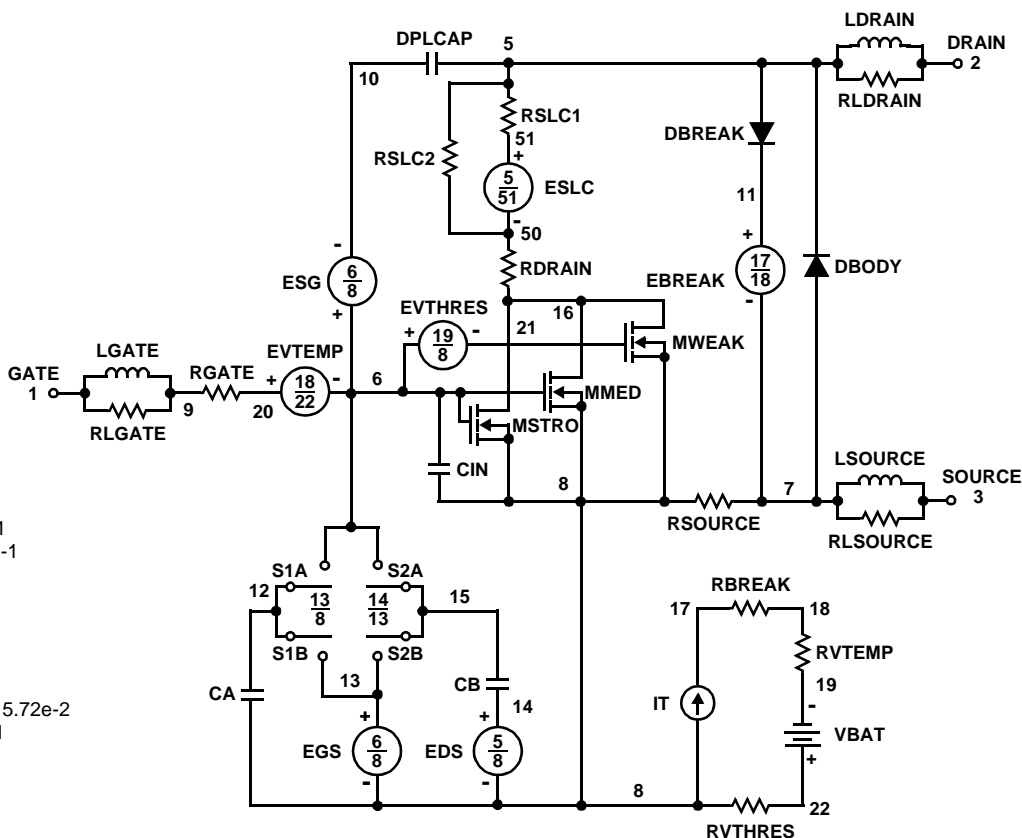 LDRAIN
DPLCAP
5
DRAIN
2
10
RLDRAIN
RSLC1
DBREAK
51
+
RSLC2
5
51
ESLC
11
-
50
-
+
17
18
DBODY
6
8
ESG
RDRAIN
EBREAK
-
+
EVTHRES
16
21
+
19
8
-
MWEAK
LGATE
EVTEMP
GATE
1
RGATE
+
18
22
-
6
MMED
9
20
MSTRO
RLGATE
LSOURCE
CIN
8
7
SOURCE
3
RSOURCE
RLSOURCE
-1
S1A
S2A
12
13
8
14
13
15
RBREAK
17
18
S1B
S2B
RVTEMP
13
CB
19
CA
-
5.72e-2
14
IT
+
+
VBAT
EGS
6
8
EDS
5
8
+
-
-
8
22
RVTHRES